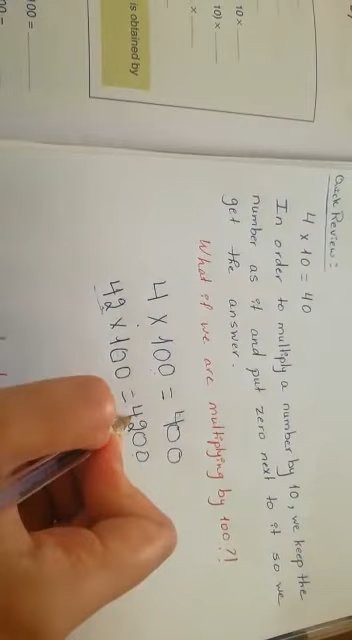 10 ×
10) ×
×
is obtained by
100 =
00 =
Quick Review:
4 × 10 = 40
In order to multiply a number by 10, we keep the
number as it and put zero next to it so we
get the answer.
What if we are multiplying by 100?!
4 × 100 = 400
42 × 100 = 4200